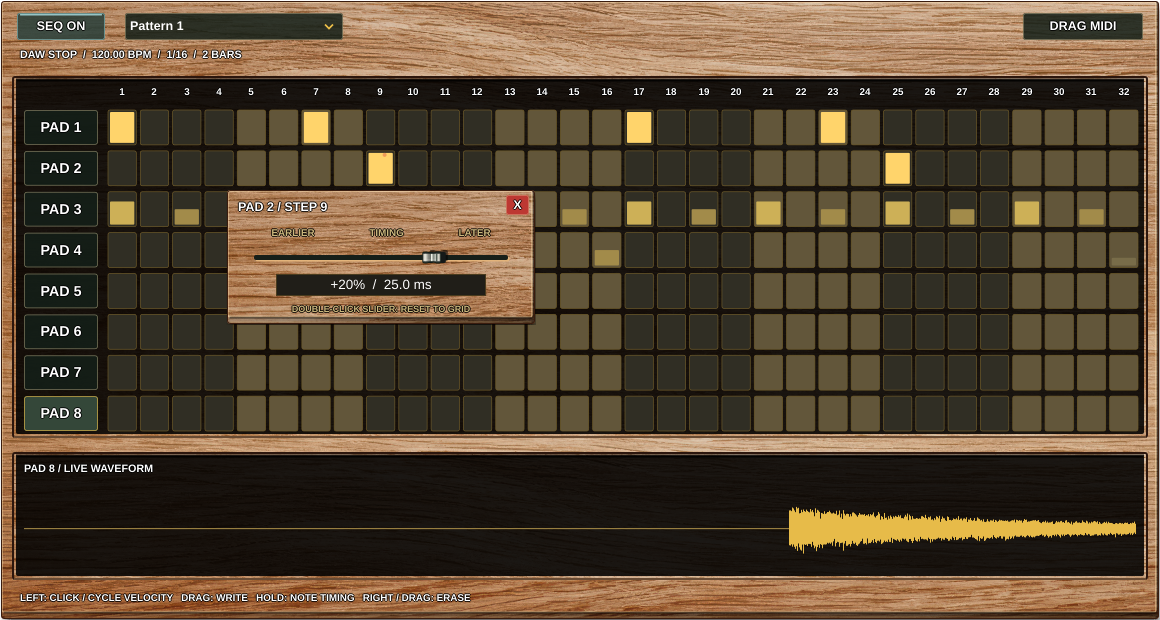 SEQ ON Pattern 1 DRAG MIDI
DAW STOP / 120.00 BPM / 1/16 / 2 BARS
1 2 3 4 5 6 7 8 9 10 11 12 13 14 15 16 17 18 19 20 21 22 23 24 25 26 27 28 29 30 31 32
PAD 1
PAD 2
PAD 3
PAD 4
PAD 5
PAD 6
PAD 7
PAD 8
PAD 2 / STEP 9 X
EARLIER TIMING LATER
+20% / 25.0 ms
DOUBLE-CLICK SLIDER: RESET TO GRID
PAD 8 / LIVE WAVEFORM
LEFT: CLICK / CYCLE VELOCITY DRAG: WRITE HOLD: NOTE TIMING RIGHT / DRAG: ERASE